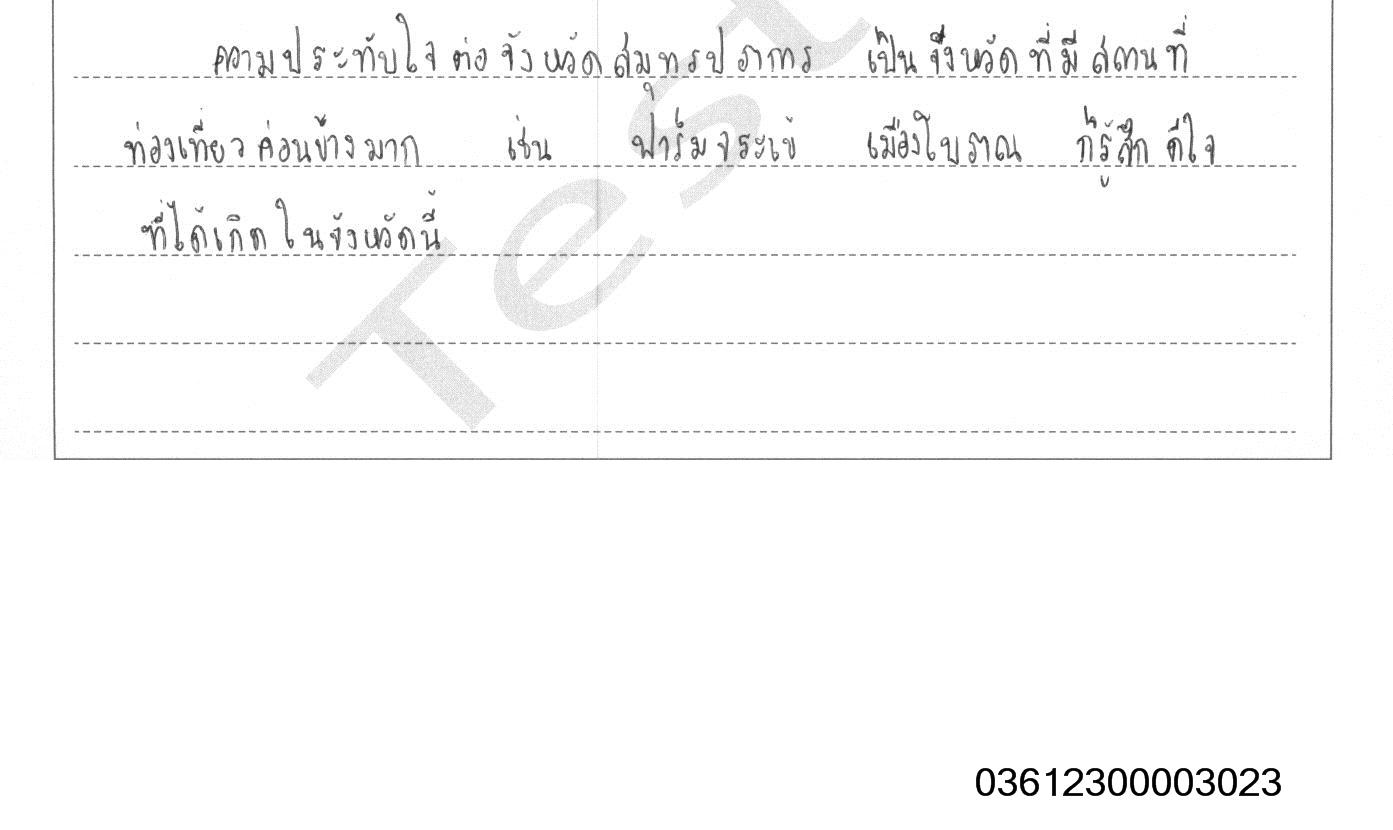 ความประทับใจต่อจังหวัดสมุทรปราการ เป็นจังหวัดที่มีสถานที่
ท่องเที่ยวค่อนข้างมาก เช่น ฟาร์มจระเข้ เมืองโบราณ ก็รู้สึกดีใจ
ที่ได้เกิดในจังหวัดนี้
Test
03612300003023